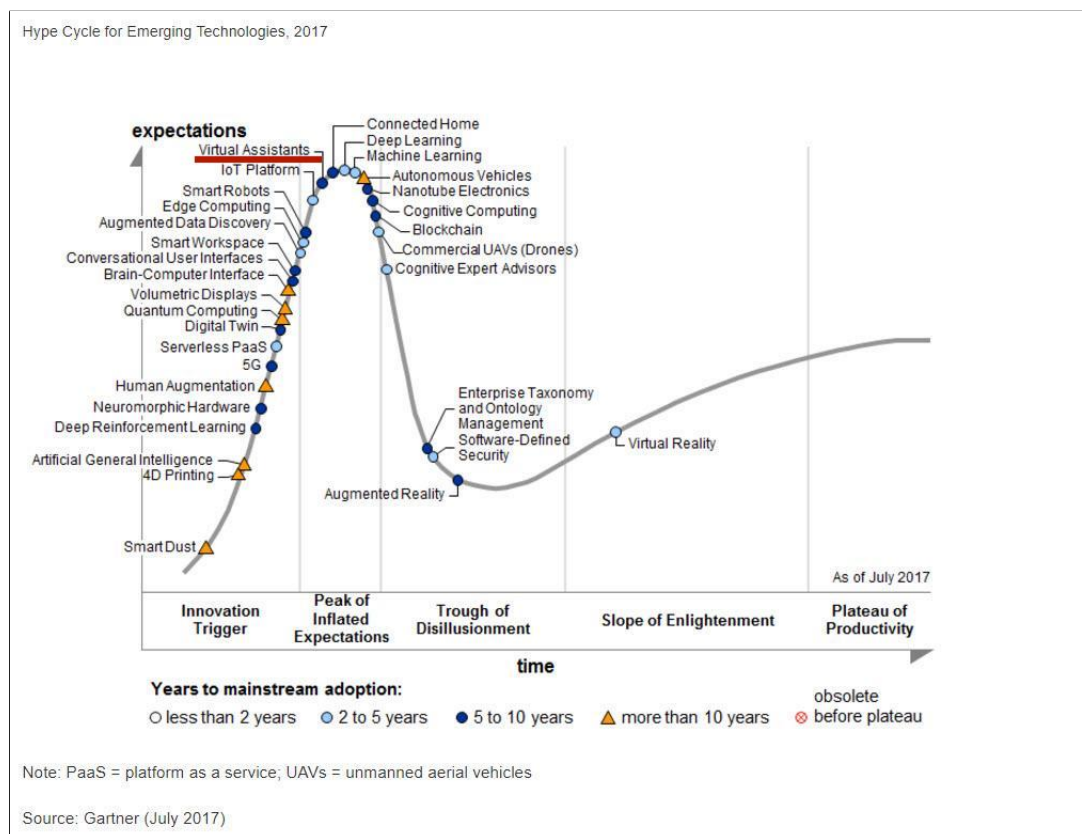 Hype Cycle for Emerging Technologies, 2017
expectations
Connected Home
Virtual Assistants
Deep Learning
Machine Learning
IoT Platform
Autonomous Vehicles
Smart Robots
Nanotube Electronics
Edge Computing
Cognitive Computing
Augmented Data Discovery
Blockchain
Smart Workspace
Commercial UAVs (Drones)
Conversational User Interfaces
Cognitive Expert Advisors
Brain-Computer Interface
Volumetric Displays
Quantum Computing
Digital Twin
Serverless PaaS
5G
Human Augmentation
Neuromorphic Hardware
Deep Reinforcement Learning
Artificial General Intelligence
4D Printing
Smart Dust
Enterprise Taxonomy
and Ontology
Management
Software-Defined
Security
Augmented Reality
Virtual Reality
As of July 2017
Innovation
Trigger
Peak of
Inflated
Expectations
Trough of
Disillusionment
Slope of Enlightenment
Plateau of
Productivity
time
Years to mainstream adoption:
less than 2 years
2 to 5 years
5 to 10 years
more than 10 years
obsolete
before plateau
Note: PaaS = platform as a service; UAVs = unmanned aerial vehicles
Source: Gartner (July 2017)